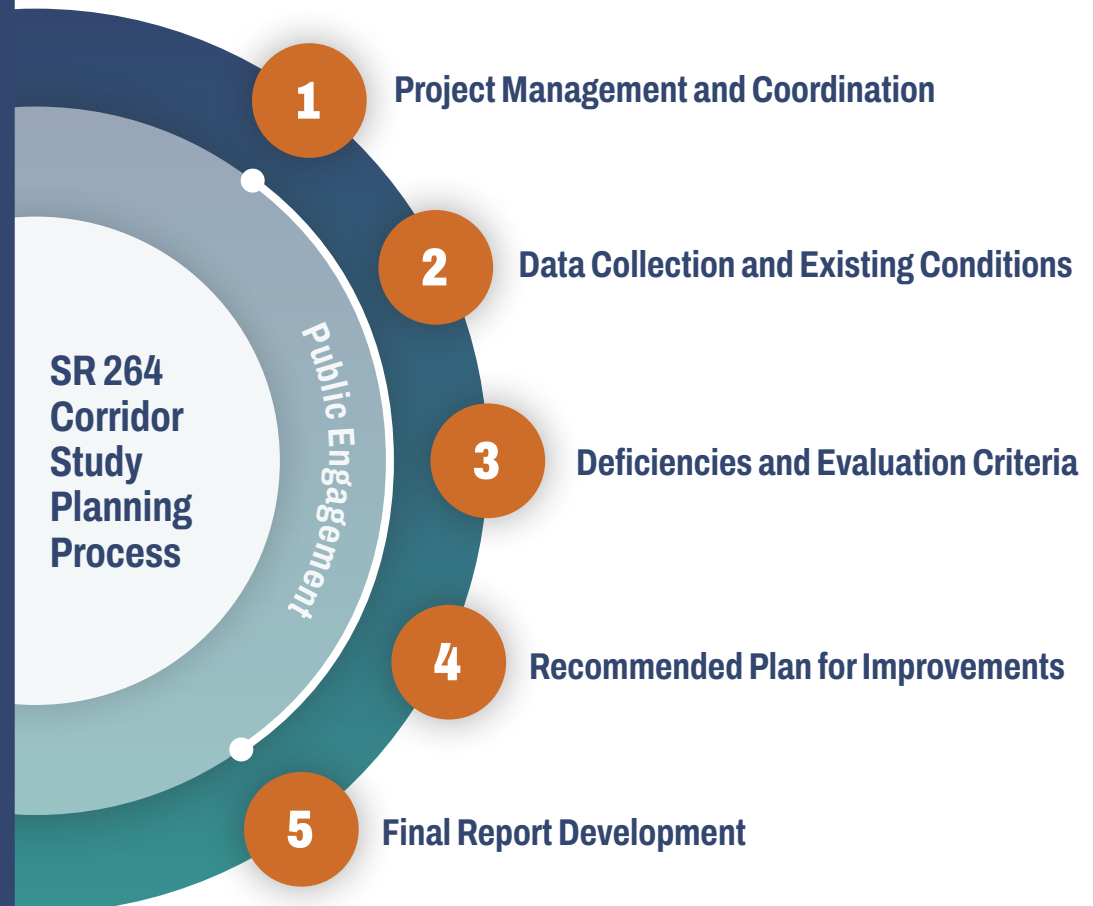 SR 264
Corridor
Study
Planning
Process
Public Engagement
1
Project Management and Coordination
2
Data Collection and Existing Conditions
3
Deficiencies and Evaluation Criteria
4
Recommended Plan for Improvements
5
Final Report Development